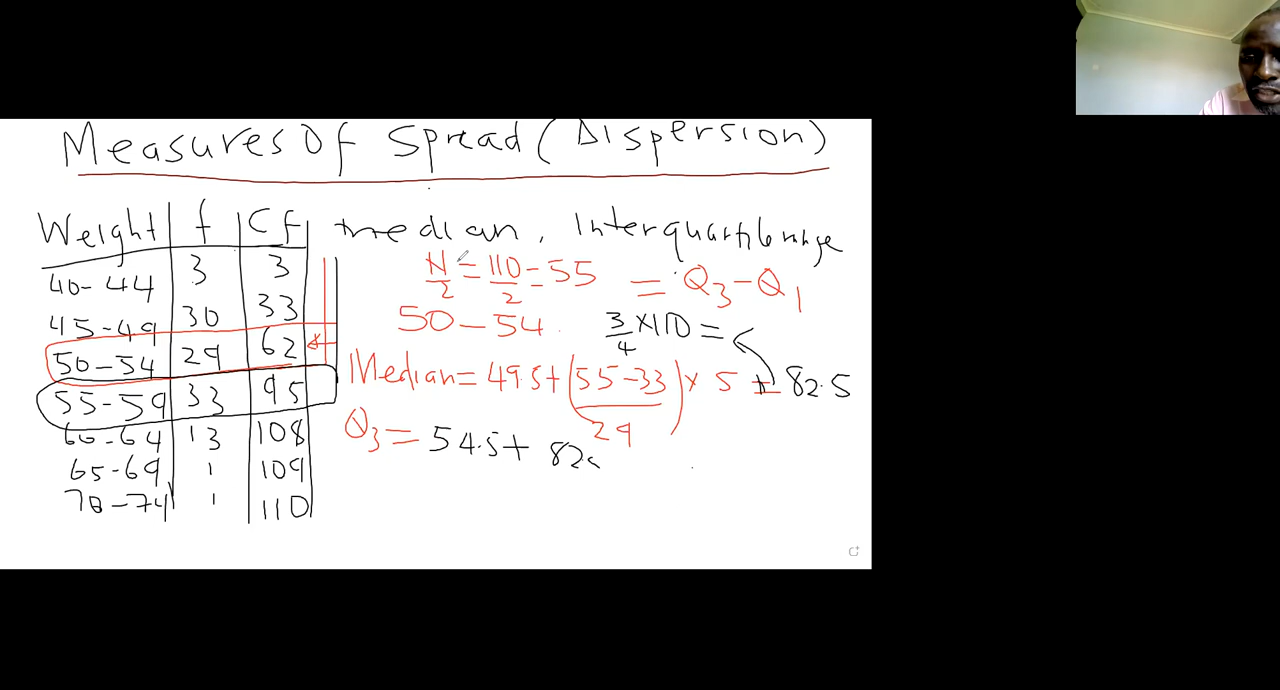 Measures Of Spread (Dispersion)
Weight f Cf median, Interquartile range
40-44 3 3 N/2 = 110/2 = 55 = Q3 - Q1
45-49 30 33 50 - 54 3/4 × 110 =
50-54 29 62 Median = 49.5 + (55-33/29) × 5 = 82.5
55-59 33 95 Q3 = 54.5 + 82
60-64 13 108
65-69 1 109
70-74 1 110